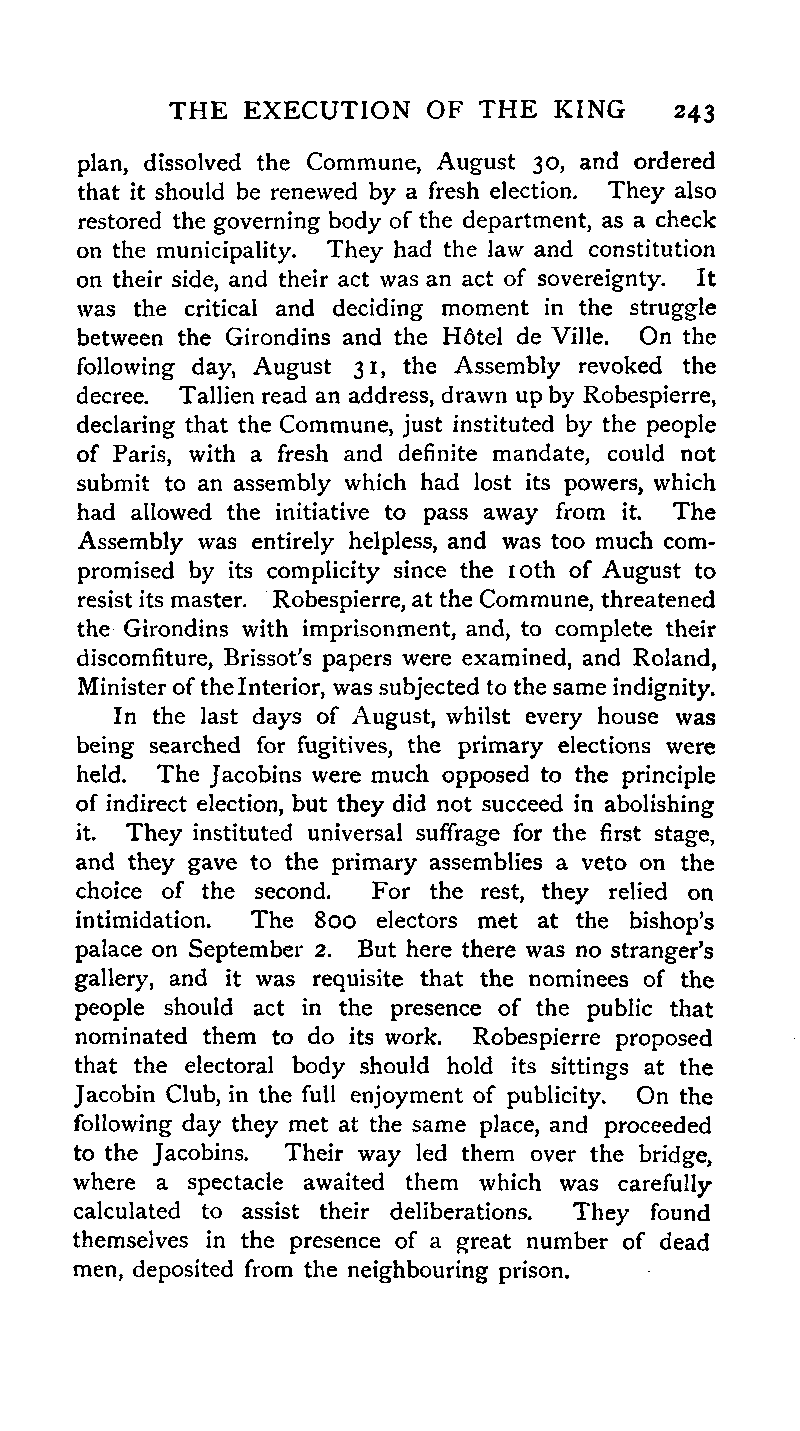 THE EXECUTION OF THE KING 243
plan, dissolved the Commune, August 30, and ordered
that it should be renewed by a fresh election. They also
restored the governing body of the department, as a check
on the municipality. They had the law and constitution
on their side, and their act was an act of sovereignty. It
was the critical and deciding moment in the struggle
between the Girondins and the Hôtel de Ville. On the
following day, August 31, the Assembly revoked the
decree. Tallien read an address, drawn up by Robespierre,
declaring that the Commune, just instituted by the people
of Paris, with a fresh and definite mandate, could not
submit to an assembly which had lost its powers, which
had allowed the initiative to pass away from it. The
Assembly was entirely helpless, and was too much com-
promised by its complicity since the 10th of August to
resist its master. Robespierre, at the Commune, threatened
the Girondins with imprisonment, and, to complete their
discomfiture, Brissot's papers were examined, and Roland,
Minister of the Interior, was subjected to the same indignity.
In the last days of August, whilst every house was
being searched for fugitives, the primary elections were
held. The Jacobins were much opposed to the principle
of indirect election, but they did not succeed in abolishing
it. They instituted universal suffrage for the first stage,
and they gave to the primary assemblies a veto on the
choice of the second. For the rest, they relied on
intimidation. The 800 electors met at the bishop's
palace on September 2. But here there was no stranger's
gallery, and it was requisite that the nominees of the
people should act in the presence of the public that
nominated them to do its work. Robespierre proposed
that the electoral body should hold its sittings at the
Jacobin Club, in the full enjoyment of publicity. On the
following day they met at the same place, and proceeded
to the Jacobins. Their way led them over the bridge,
where a spectacle awaited them which was carefully
calculated to assist their deliberations. They found
themselves in the presence of a great number of dead
men, deposited from the neighbouring prison.